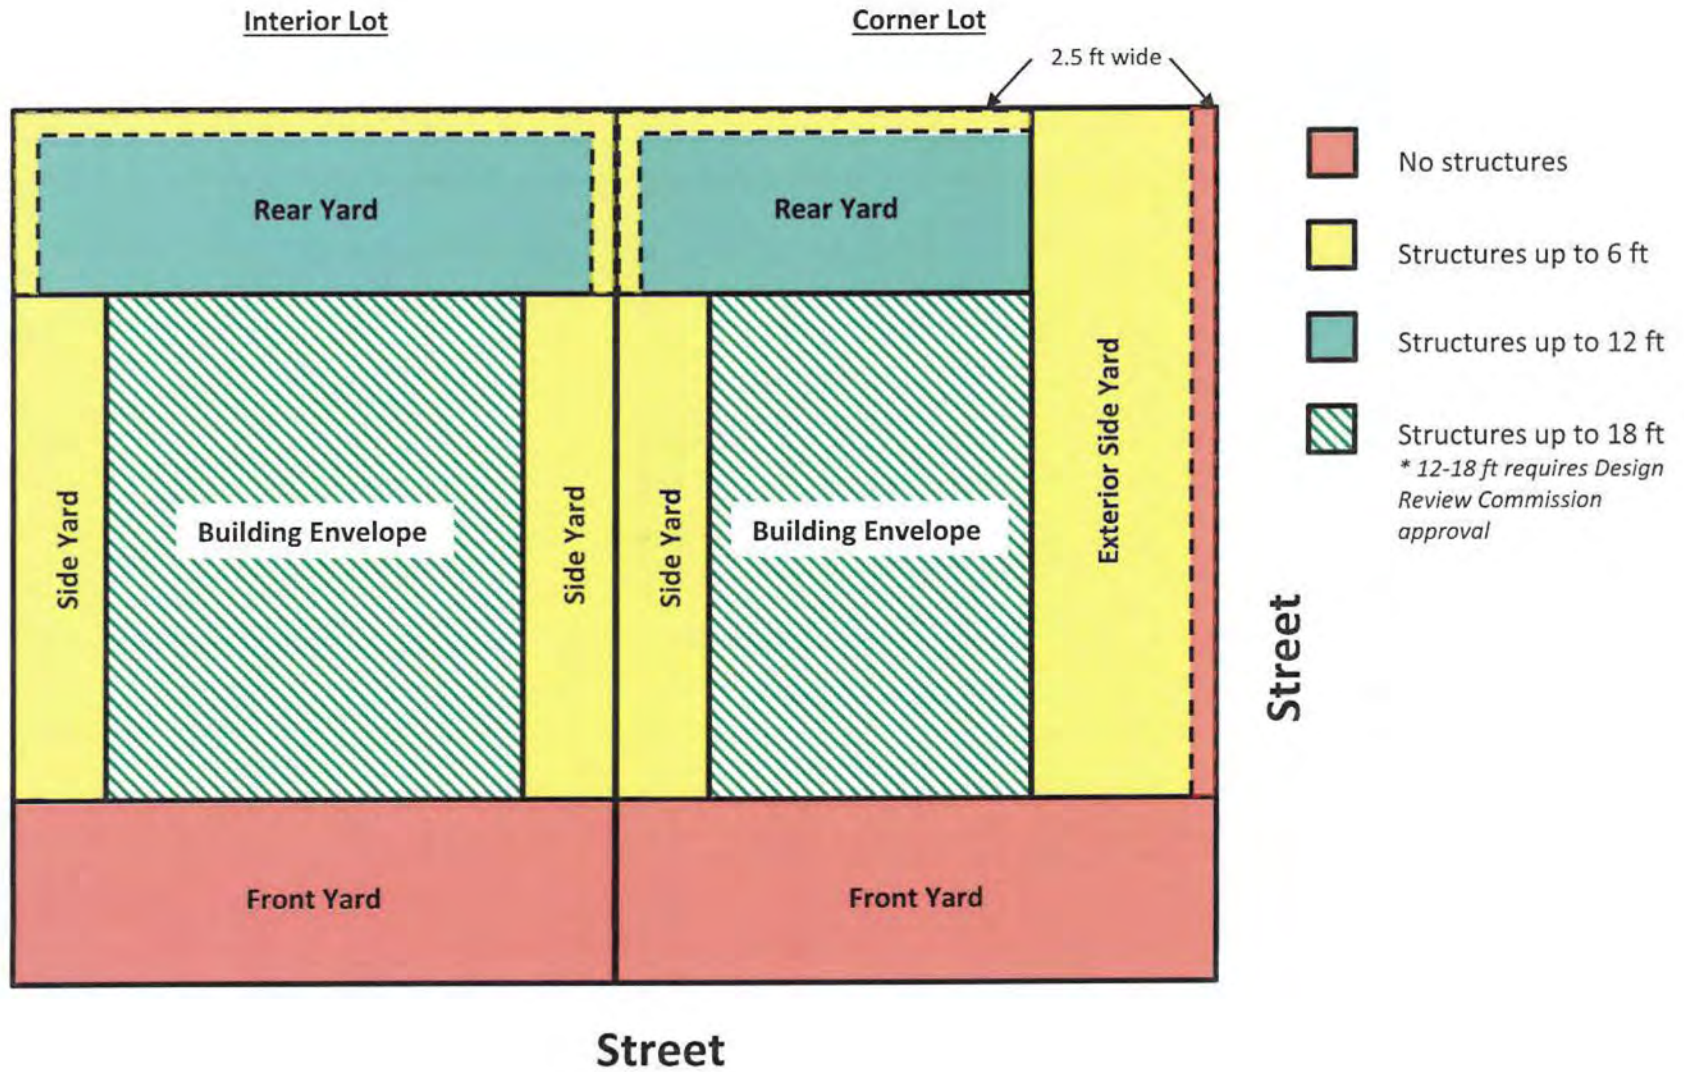 Interior Lot
Corner Lot
2.5 ft wide
Rear Yard
Rear Yard
Side Yard
Building Envelope
Side Yard
Side Yard
Building Envelope
Exterior Side Yard
Front Yard
Front Yard
Street
Street
No structures
Structures up to 6 ft
Structures up to 12 ft
Structures up to 18 ft
* 12-18 ft requires Design
Review Commission
approval